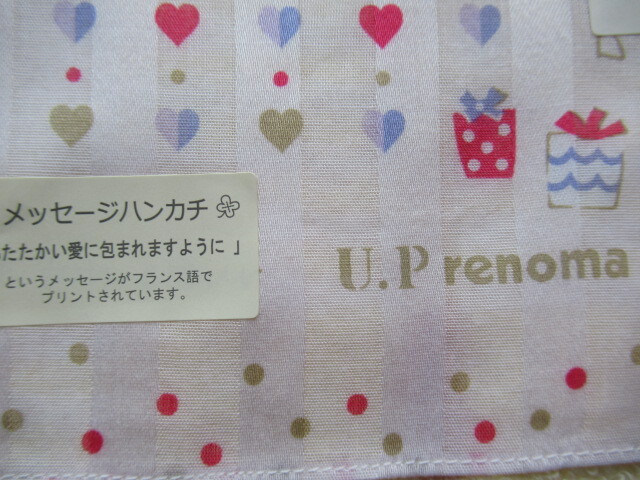 メッセージハンカチ
たたかい愛に包まれますように」
というメッセージがフランス語で
プリントされています。
U.P renoma